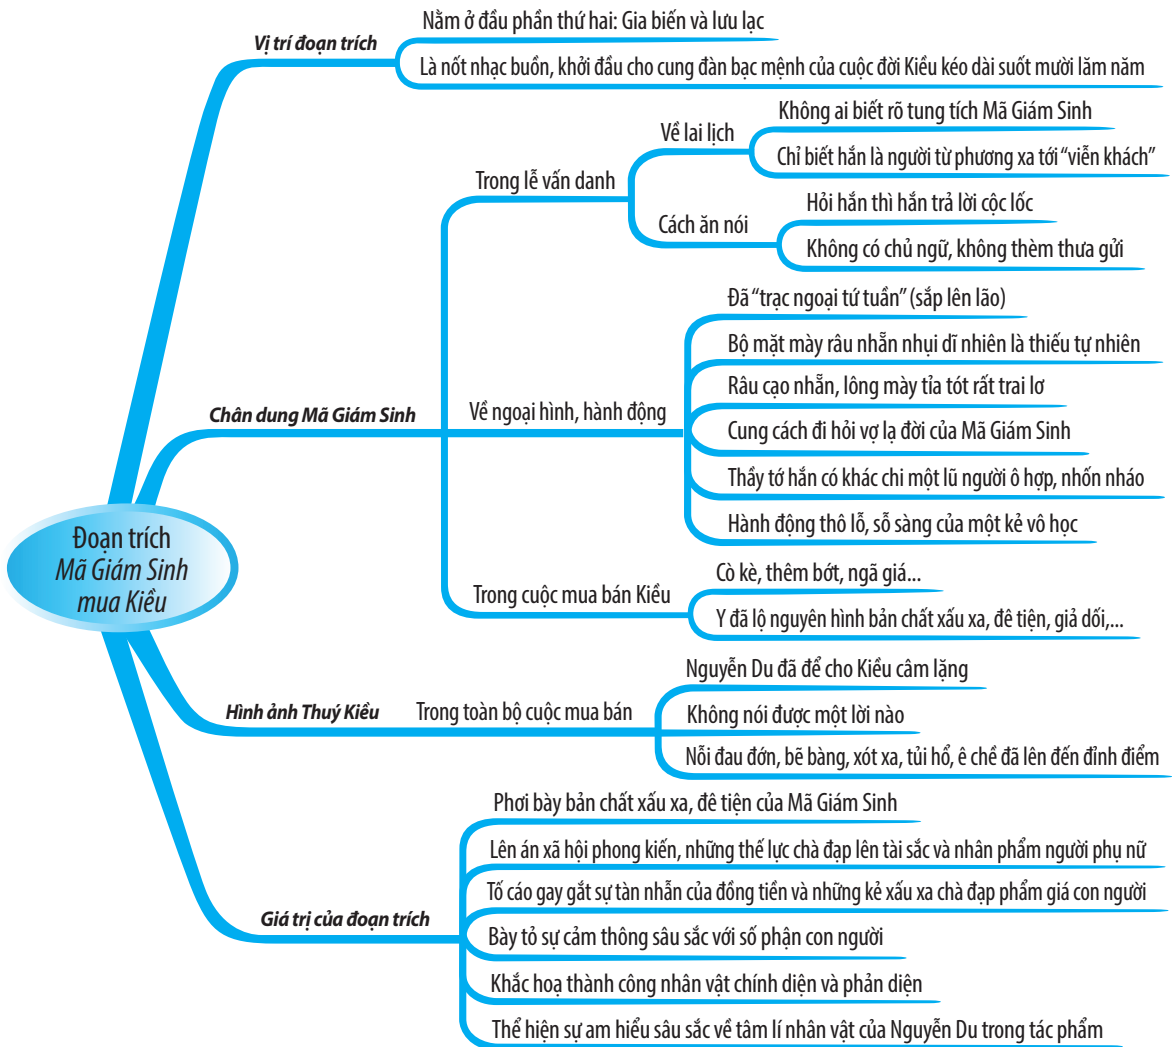 Đoạn trích
Mã Giám Sinh
mua Kiều
Vị trí đoạn trích
Nằm ở đầu phần thứ hai: Gia biến và lưu lạc
Là nốt nhạc buồn, khởi đầu cho cung đàn bạc mệnh của cuộc đời Kiều kéo dài suốt mười lăm năm
Chân dung Mã Giám Sinh
Trong lễ vấn danh
Về lai lịch
Không ai biết rõ tung tích Mã Giám Sinh
Chỉ biết hắn là người từ phương xa tới “viễn khách”
Cách ăn nói
Hỏi hắn thì hắn trả lời cộc lốc
Không có chủ ngữ, không thèm thưa gửi
Về ngoại hình, hành động
Đã “trạc ngoại tứ tuần” (sắp lên lão)
Bộ mặt mày râu nhẵn nhụi dĩ nhiên là thiếu tự nhiên
Râu cạo nhẵn, lông mày tỉa tót rất trai lơ
Cung cách đi hỏi vợ lạ đời của Mã Giám Sinh
Thầy tớ hắn có khác chi một lũ người ô hợp, nhốn nháo
Hành động thô lỗ, sỗ sàng của một kẻ vô học
Trong cuộc mua bán Kiều
Cò kè, thêm bớt, ngã giá...
Y đã lộ nguyên hình bản chất xấu xa, đê tiện, giả dối,...
Hình ảnh Thuý Kiều
Trong toàn bộ cuộc mua bán
Nguyễn Du đã để cho Kiều câm lặng
Không nói được một lời nào
Nỗi đau đớn, bẽ bàng, xót xa, tủi hổ, ê chề đã lên đến đỉnh điểm
Giá trị của đoạn trích
Phơi bày bản chất xấu xa, đê tiện của Mã Giám Sinh
Lên án xã hội phong kiến, những thế lực chà đạp lên tài sắc và nhân phẩm người phụ nữ
Tố cáo gay gắt sự tàn nhẫn của đồng tiền và những kẻ xấu xa chà đạp phẩm giá con người
Bày tỏ sự cảm thông sâu sắc với số phận con người
Khắc hoạ thành công nhân vật chính diện và phản diện
Thể hiện sự am hiểu sâu sắc về tâm lí nhân vật của Nguyễn Du trong tác phẩm